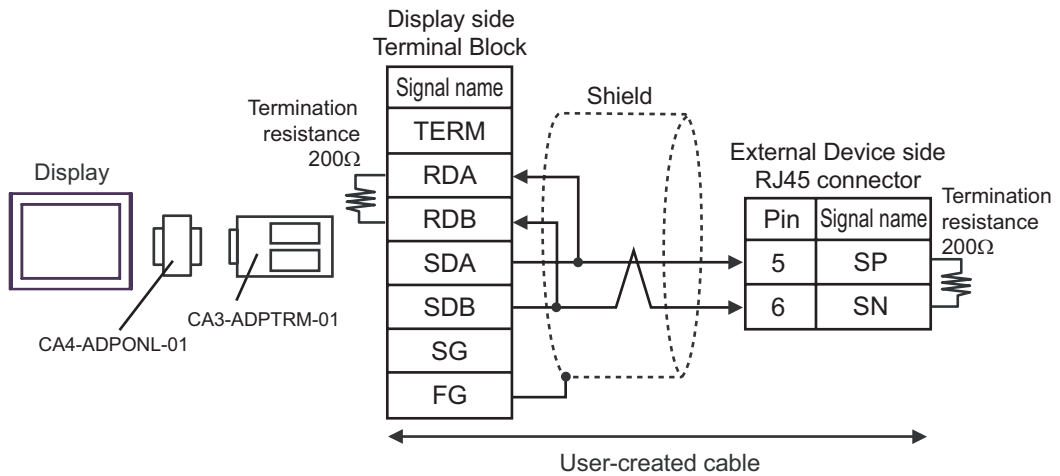 Display side
Terminal Block
Signal name
TERM
RDA
RDB
SDA
SDB
SG
FG
Termination
resistance
200Ω
Shield
Display
CA4-ADPONL-01
CA3-ADPTRM-01
External Device side
RJ45 connector
Pin Signal name
5 SP
6 SN
Termination
resistance
200Ω
User-created cable